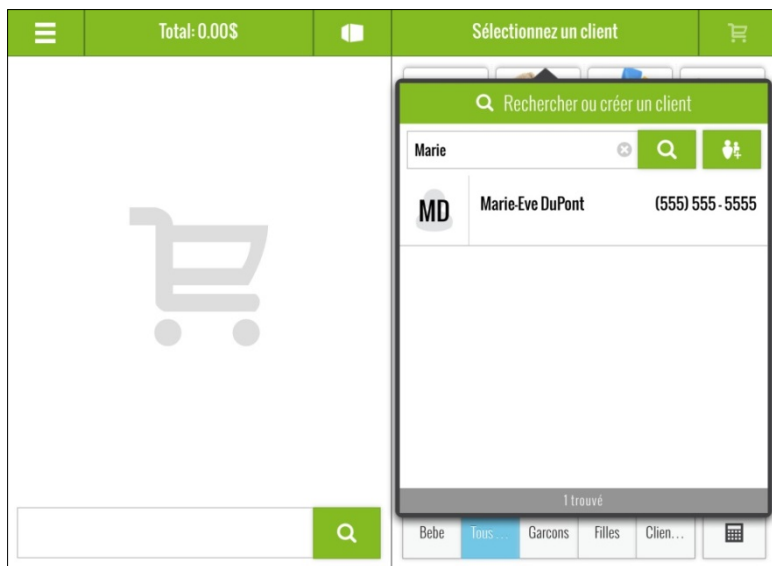 Total: 0.00$
Sélectionnez un client
Rechercher ou créer un client
Marie
MD Marie-Eve DuPont (555) 555 - 5555
1 trouvé
Bebe Tous ... Garcons Filles Clien...